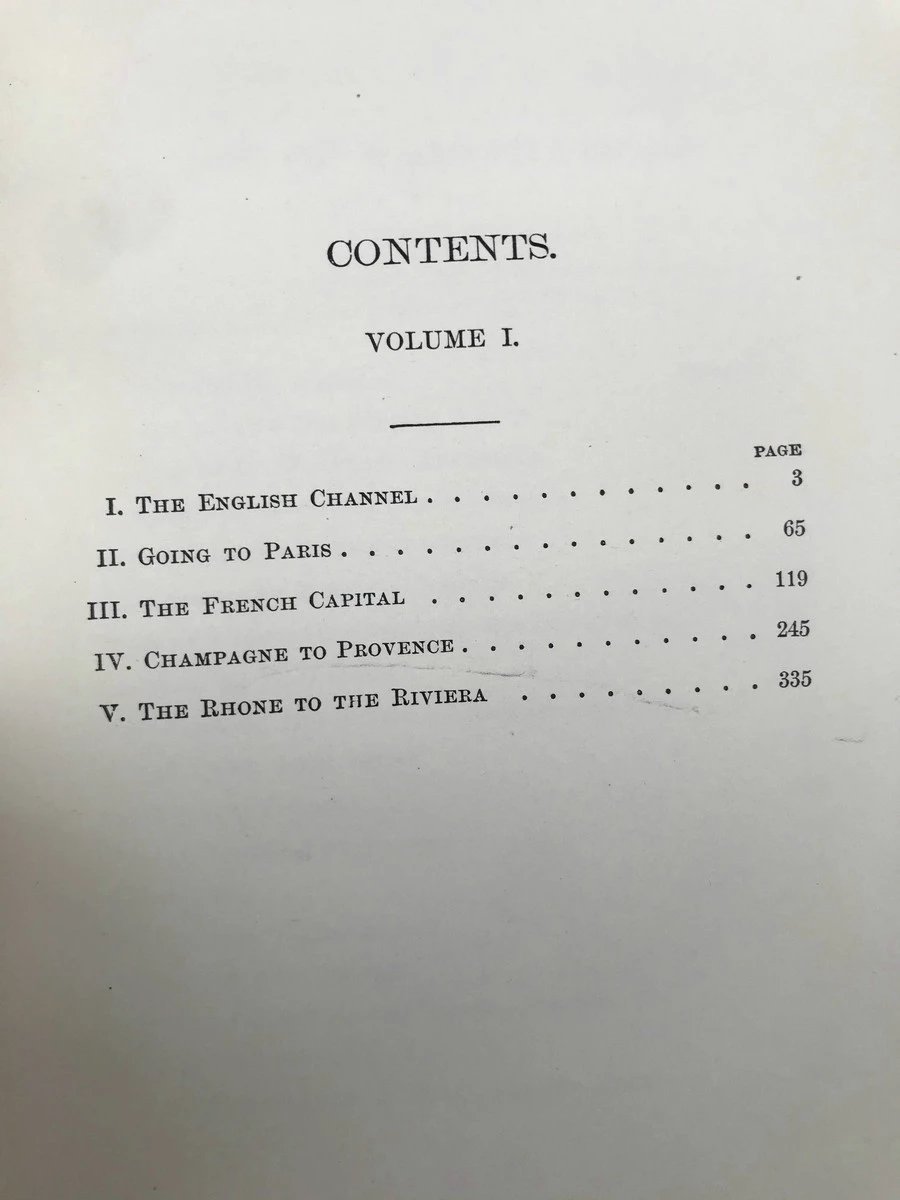 CONTENTS.
VOLUME I.
PAGE
I. THE ENGLISH CHANNEL . . . . . . . . . . . . 3
II. GOING TO PARIS . . . . . . . . . . . . . . . 65
III. THE FRENCH CAPITAL . . . . . . . . . . . . 119
IV. CHAMPAGNE TO PROVENCE . . . . . . . . . . . 245
V. THE RHONE TO THE RIVIERA . . . . . . . . . 335